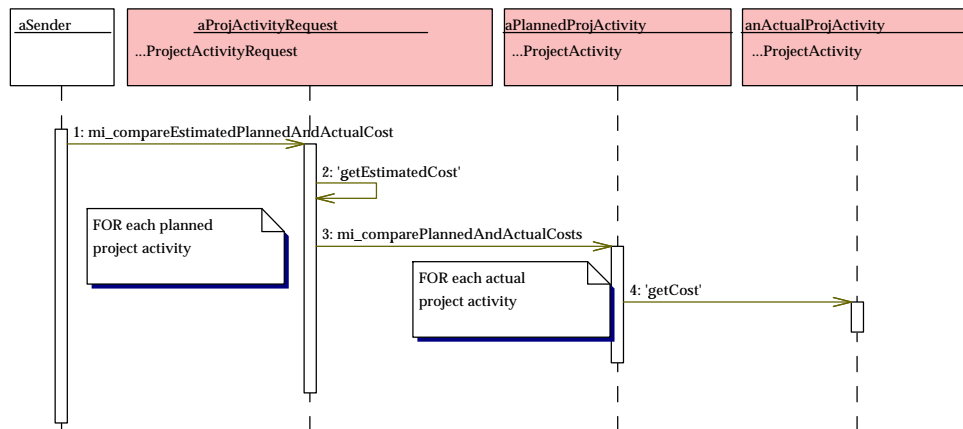 aSender
aProjActivityRequest
...ProjectActivityRequest
aPlannedProjActivity
...ProjectActivity
anActualProjActivity
...ProjectActivity
1: mi_compareEstimatedPlannedAndActualCost
2: 'getEstimatedCost'
FOR each planned
project activity
3: mi_comparePlannedAndActualCosts
FOR each actual
project activity
4: 'getCost'